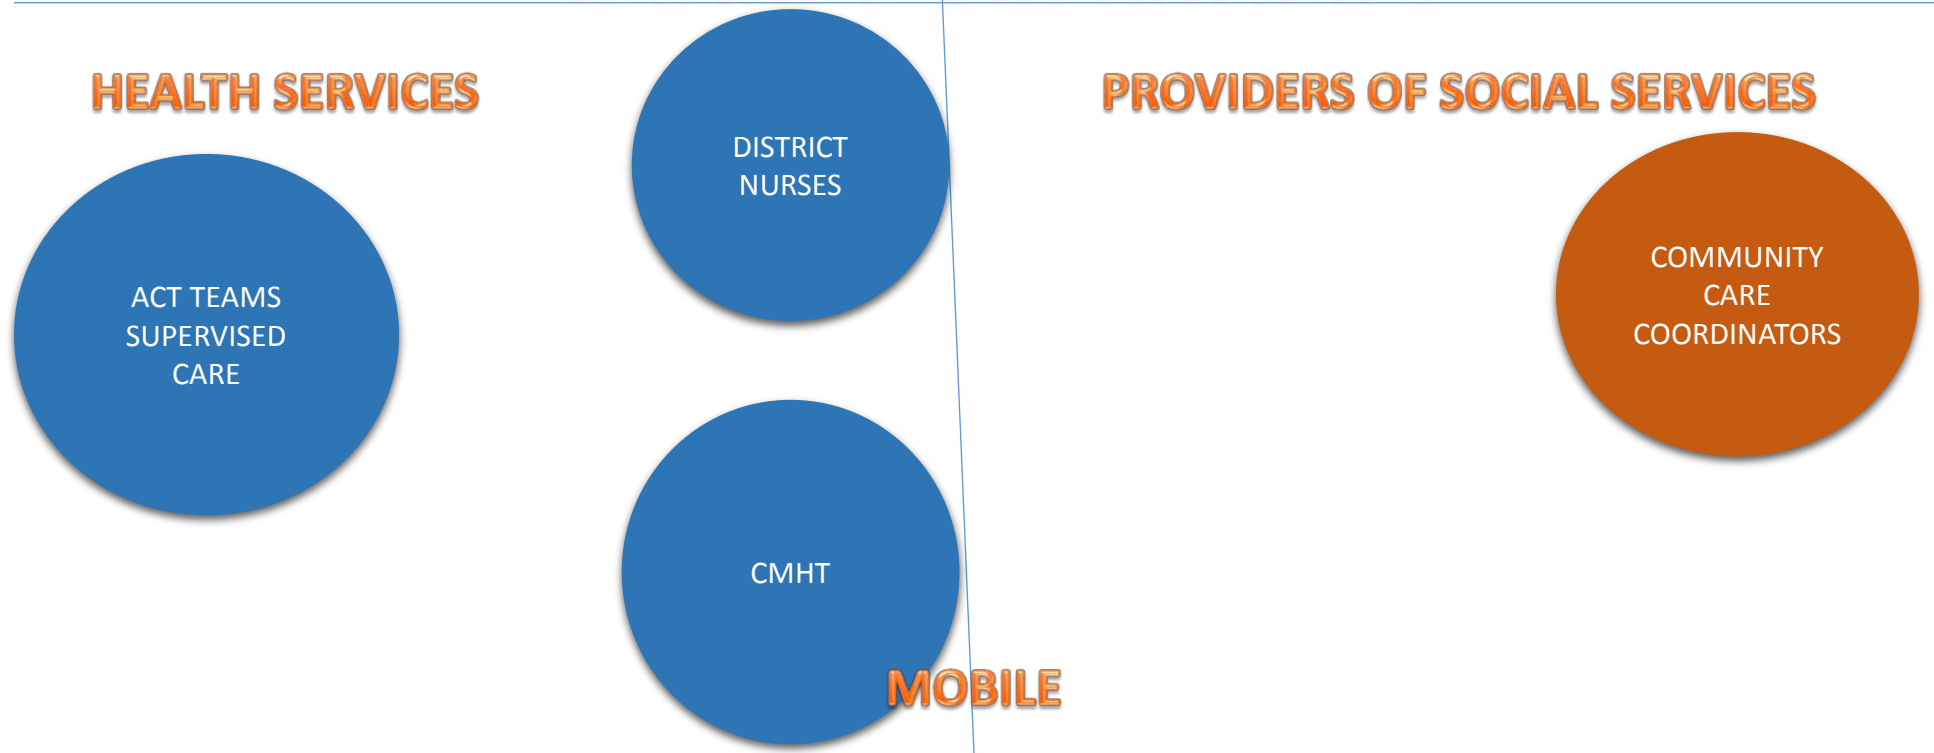 HEALTH SERVICES
PROVIDERS OF SOCIAL SERVICES
DISTRICT
NURSES
ACT TEAMS
SUPERVISED
CARE
COMMUNITY
CARE
COORDINATORS
CMHT
MOBILE